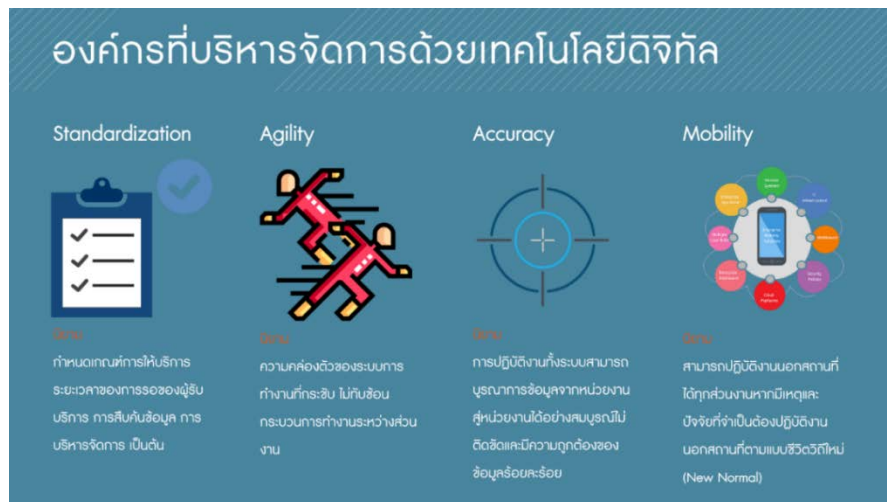 องค์กรที่บริหารจัดการด้วยเทคโนโลยีดิจิทัล
Standardization
นิยาม
กำหนดเกณฑ์การให้บริการ
ระยะเวลาของการรอของผู้รับ
บริการ การสืบค้นข้อมูล การ
บริหารจัดการ เป็นต้น
Agility
นิยาม
ความคล่องตัวของระบบการ
ทำงานที่กระชับ ไม่ทับซ้อน
กระบวนการทำงานระหว่างส่วน
งาน
Accuracy
นิยาม
การปฏิบัติงานทั้งระบบสามารถ
บูรณาการข้อมูลจากหน่วยงาน
สู่หน่วยงานได้อย่างสมบูรณ์ไม่
ติดขัดและมีความถูกต้องของ
ข้อมูลร้อยละร้อย
Mobility
นิยาม
สามารถปฏิบัติงานนอกสถานที่
ได้ทุกส่วนงานหากมีเหตุและ
ปัจจัยที่จำเป็นต้องปฏิบัติงาน
นอกสถานที่ตามแบบชีวิตวิถีใหม่
(New Normal)